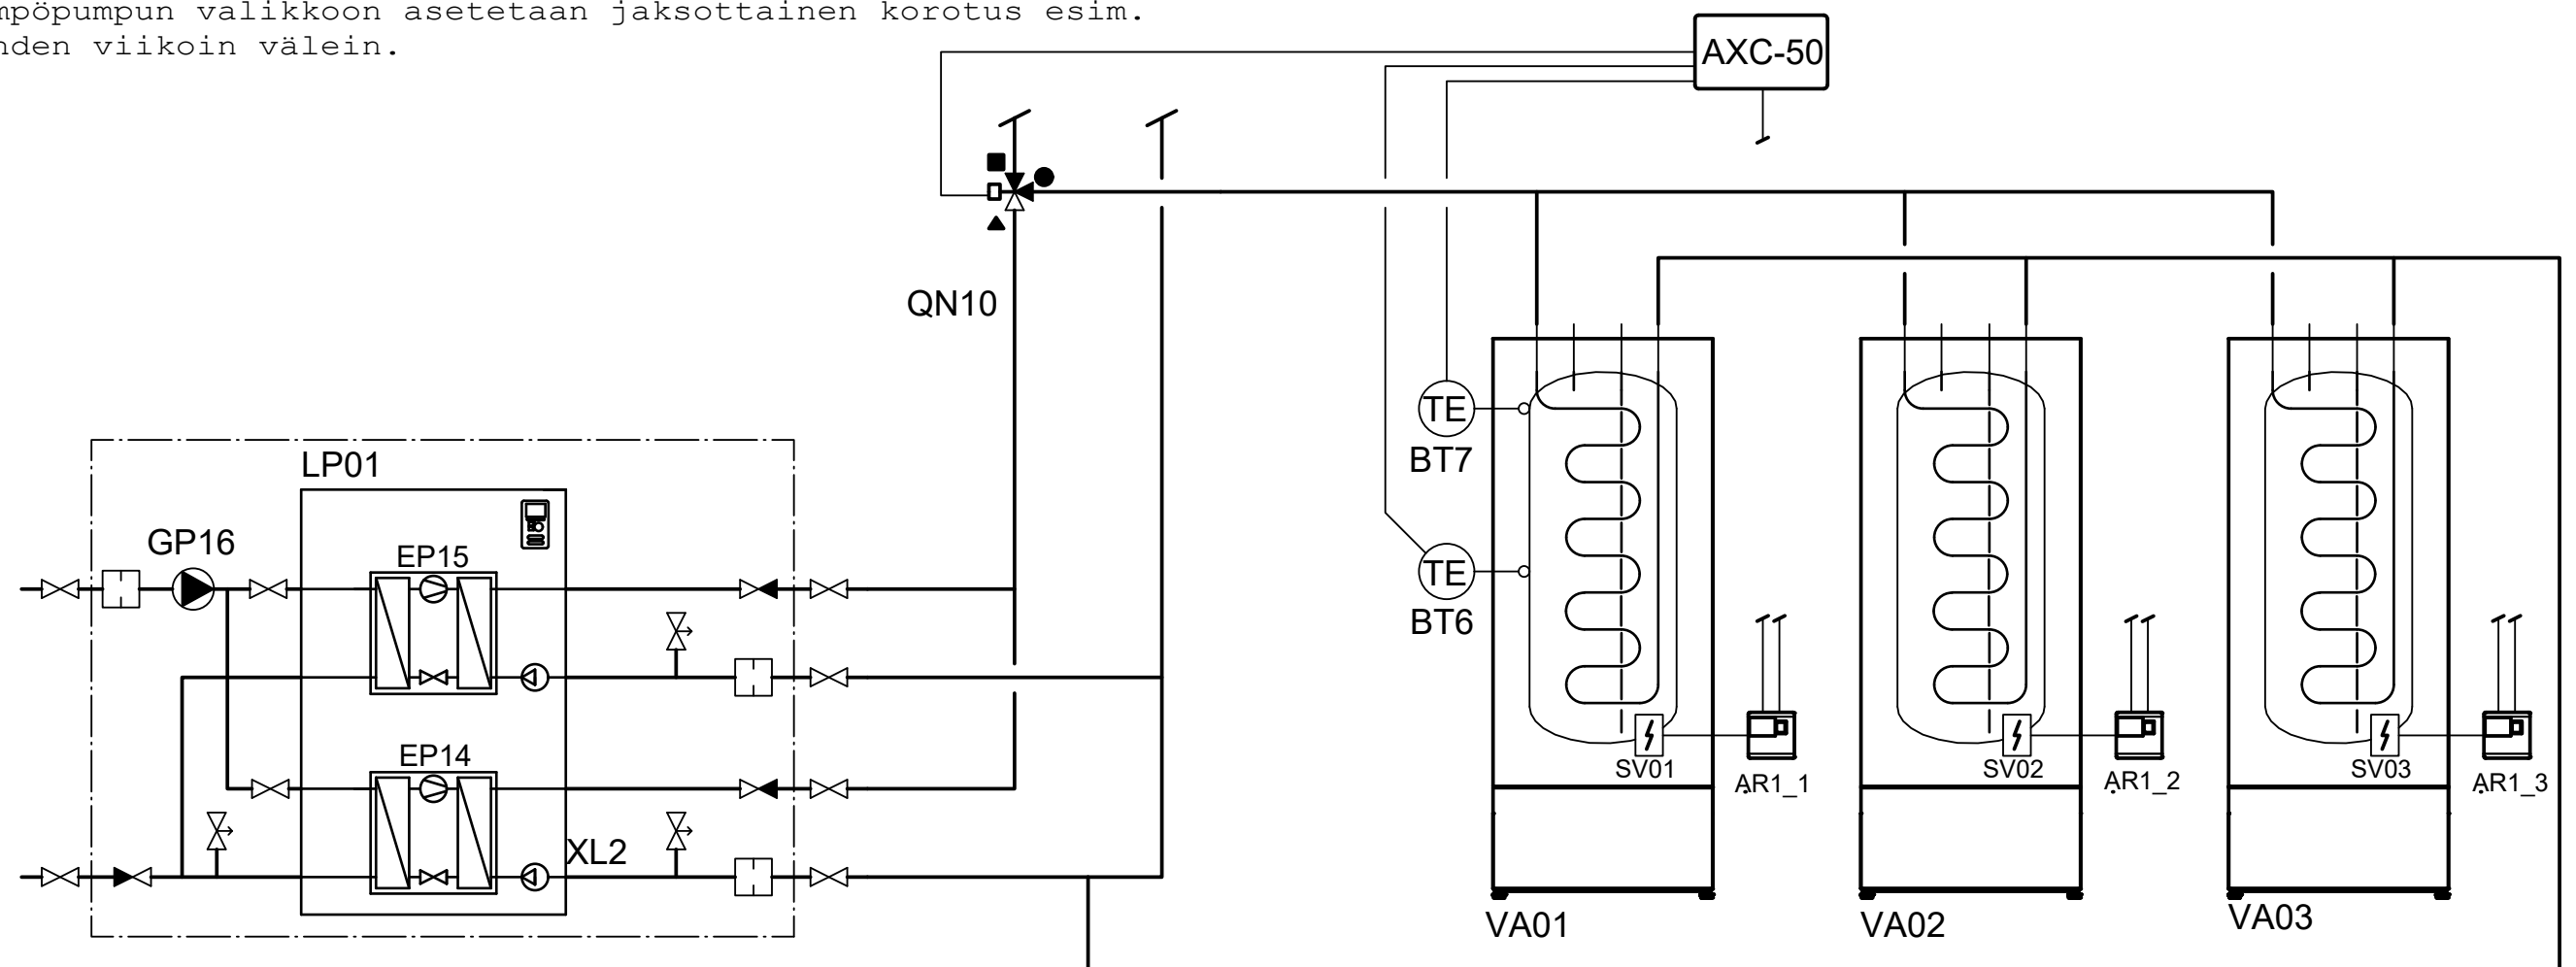 mpöpumpun valikkoon asetetaan jaksottainen korotus esim.
nden viikoin välein.
AXC-50
QN10
TE
BT7
LP01
GP16
EP15
TE
BT6
EP14
SV01
AR1_1
SV02
AR1_2
SV03
AR1_3
XL2
VA01
VA02
VA03